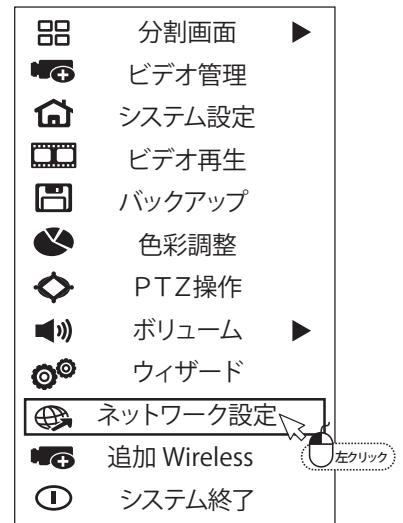 分割画面 ▶
ビデオ管理
システム設定
ビデオ再生
バックアップ
色彩調整
ＰＴＺ操作
ボリューム ▶
ウィザード
ネットワーク設定
左クリック
追加 Wireless
システム終了